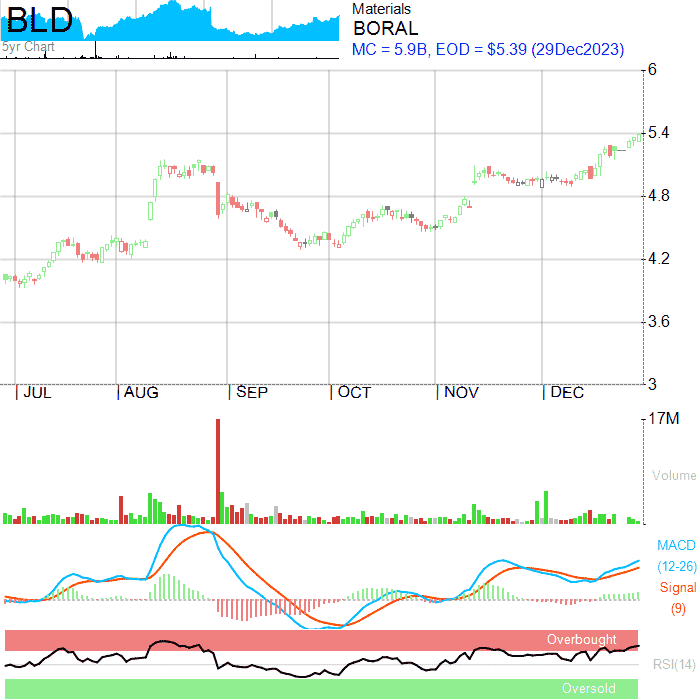 BLD
5yr Chart
Materials
BORAL
MC = 5.9B, EOD = $5.39 (29Dec2023)
6
5.4
4.8
4.2
3.6
3
JUL AUG SEP OCT NOV DEC
17M
Volume
MACD
(12-26)
Signal
(9)
Overbought
RSI(14)
Oversold